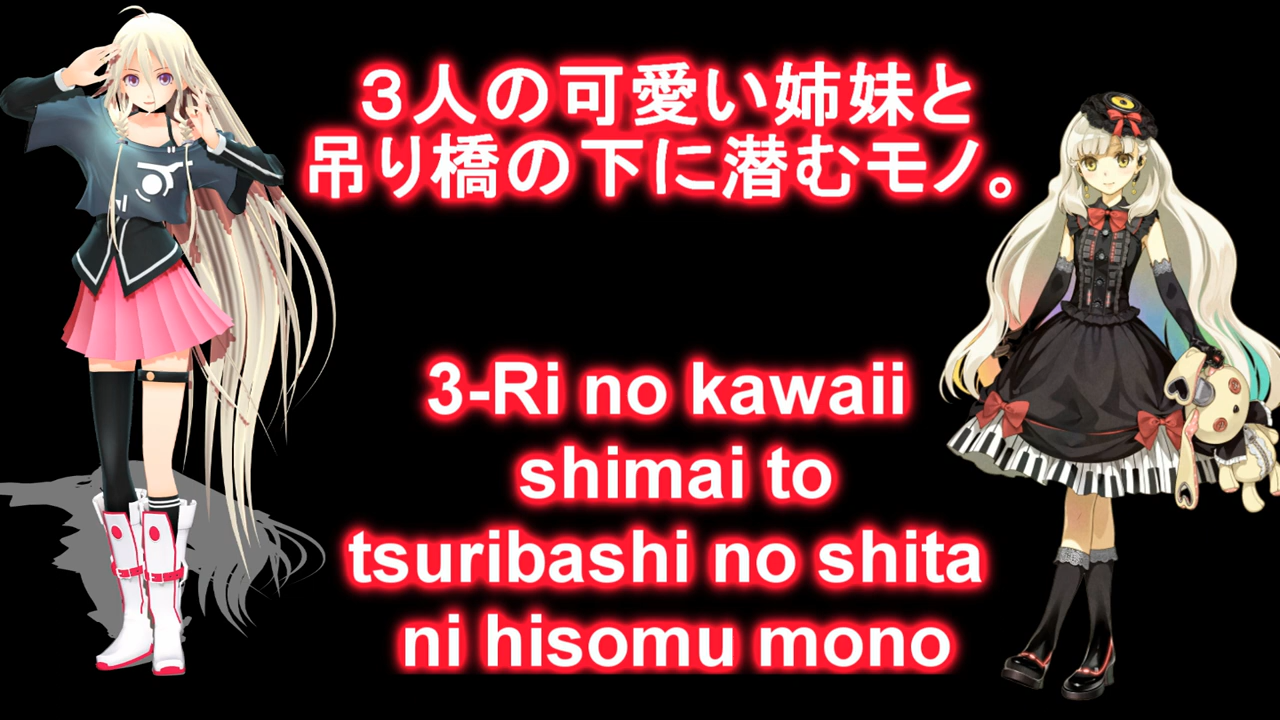 ３人の可愛い姉妹と
吊り橋の下に潜むモノ。
3-Ri no kawaii
shimai to
tsuribashi no shita
ni hisomu mono